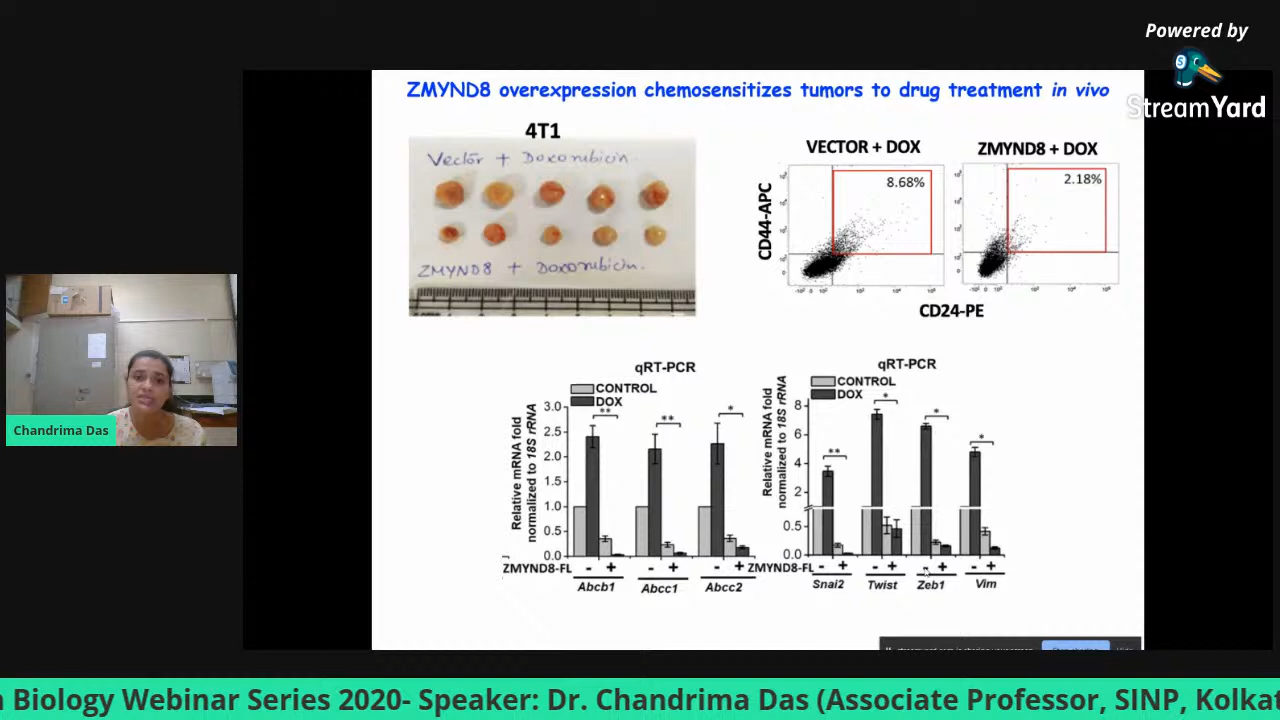 Powered by
StreamYard
ZMYND8 overexpression chemosensitizes tumors to drug treatment in vivo
4T1
Vector + Doxorubicin.
ZMYND8 + Doxorubicin.
VECTOR + DOX
ZMYND8 + DOX
8.68%
2.18%
CD44-APC
CD24-PE
qRT-PCR
CONTROL
DOX
Relative mRNA fold
normalized to 18S rRNA
3.0
2.5
2.0
1.5
1.0
0.5
0.0
** ** *
ZMYND8-FL - + - + - +
Abcb1 Abcc1 Abcc2
qRT-PCR
CONTROL
DOX
Relative mRNA fold
normalized to 18S rRNA
8
6
4
2
0.5
0.0
** * * *
ZMYND8-FL - + - + - + - +
Snai2 Twist Zeb1 Vim
Chandrima Das
Biology Webinar Series 2020- Speaker: Dr. Chandrima Das (Associate Professor, SINP, Kolka